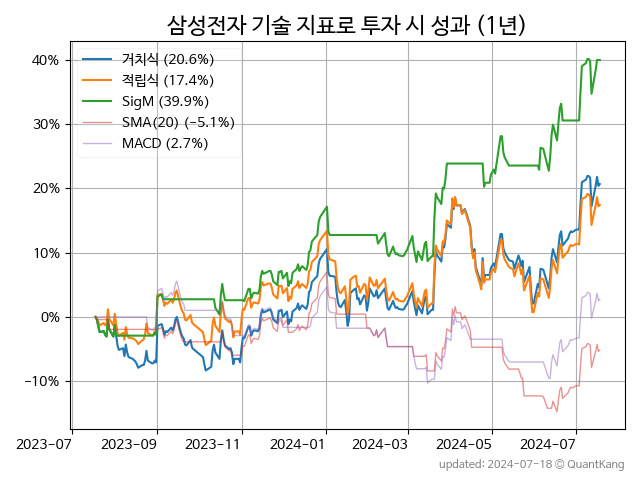 삼성전자 기술 지표로 투자 시 성과 (1년)
거치식 (20.6%)
적립식 (17.4%)
SigM (39.9%)
SMA(20) (−5.1%)
MACD (2.7%)
40%
30%
20%
10%
0%
−10%
2023-07 2023-09 2023-11 2024-01 2024-03 2024-05 2024-07
updated: 2024-07-18 © QuantKang